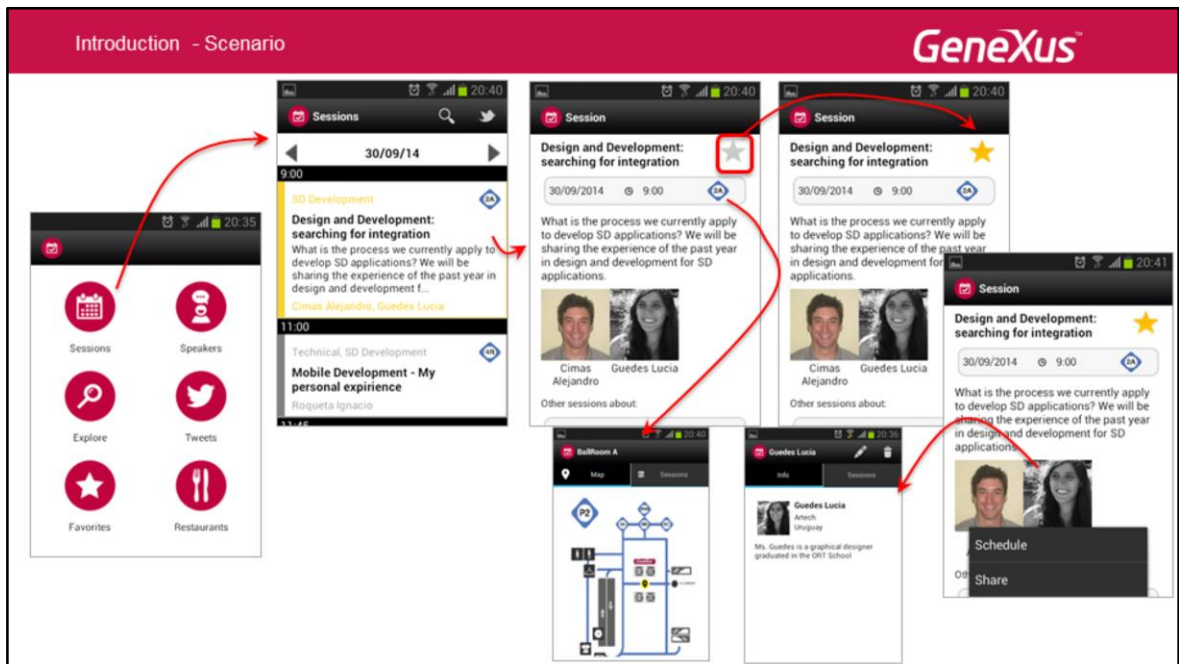 Introduction - Scenario
GeneXus™
20:35
Sessions
Speakers
Explore
Tweets
Favorites
Restaurants
20:40
Sessions
30/09/14
9:00
SD Development
2A
Design and Development:
searching for integration
What is the process we currently apply to
develop SD applications? We will be
sharing the experience of the past year in
design and development f...
Cimas Alejandro, Guedes Lucia
11:00
Technical, SD Development
Mobile Development - My
personal expirience
Roqueta Ignacio
11:45
20:40
Session
Design and Development:
searching for integration
30/09/2014
9:00
2A
What is the process we currently apply
to develop SD applications? We will be
sharing the experience of the past year
in design and development for SD
applications.
Cimas
Alejandro
Guedes Lucia
Other sessions about:
20:40
Session
Design and Development:
searching for integration
30/09/2014
9:00
2A
What is the process we currently apply
to develop SD applications? We will be
sharing the experience of the past year
in design and development for
applications.
Cimas
Alejandro
Other sessions about:
20:41
Session
Design and Development:
searching for integration
30/09/2014
9:00
2A
What is the process we currently apply
to develop SD applications? We will be
sharing the experience of the past year
in design and development for SD
applications.
Schedule
Share
20:40
BallRoom A
Map
Sessions
P2
20:36
Guedes Lucia
Info
Sessions
Guedes Lucia
Artech
Uruguay
Ms. Guedes is a graphical designer
graduated in the ORT School